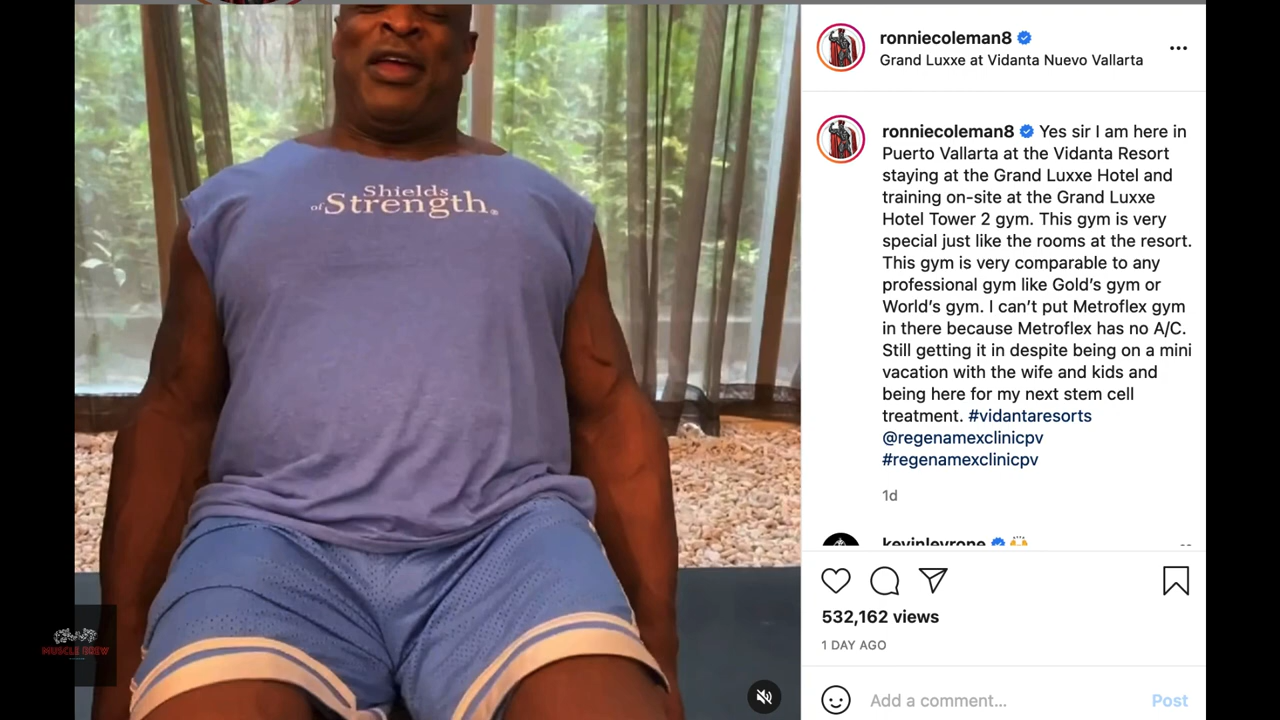 Shields
of Strength®
MUSCLE CREW
ronniecoleman8
Grand Luxxe at Vidanta Nuevo Vallarta
ronniecoleman8 Yes sir I am here in
Puerto Vallarta at the Vidanta Resort
staying at the Grand Luxxe Hotel and
training on-site at the Grand Luxxe
Hotel Tower 2 gym. This gym is very
special just like the rooms at the resort.
This gym is very comparable to any
professional gym like Gold’s gym or
World’s gym. I can’t put Metroflex gym
in there because Metroflex has no A/C.
Still getting it in despite being on a mini
vacation with the wife and kids and
being here for my next stem cell
treatment. #vidantaresorts
@regenamexclinicpv
#regenamexclinicpv
1d
kevinlevrone 🙌
532,162 views
1 DAY AGO
Add a comment...
Post